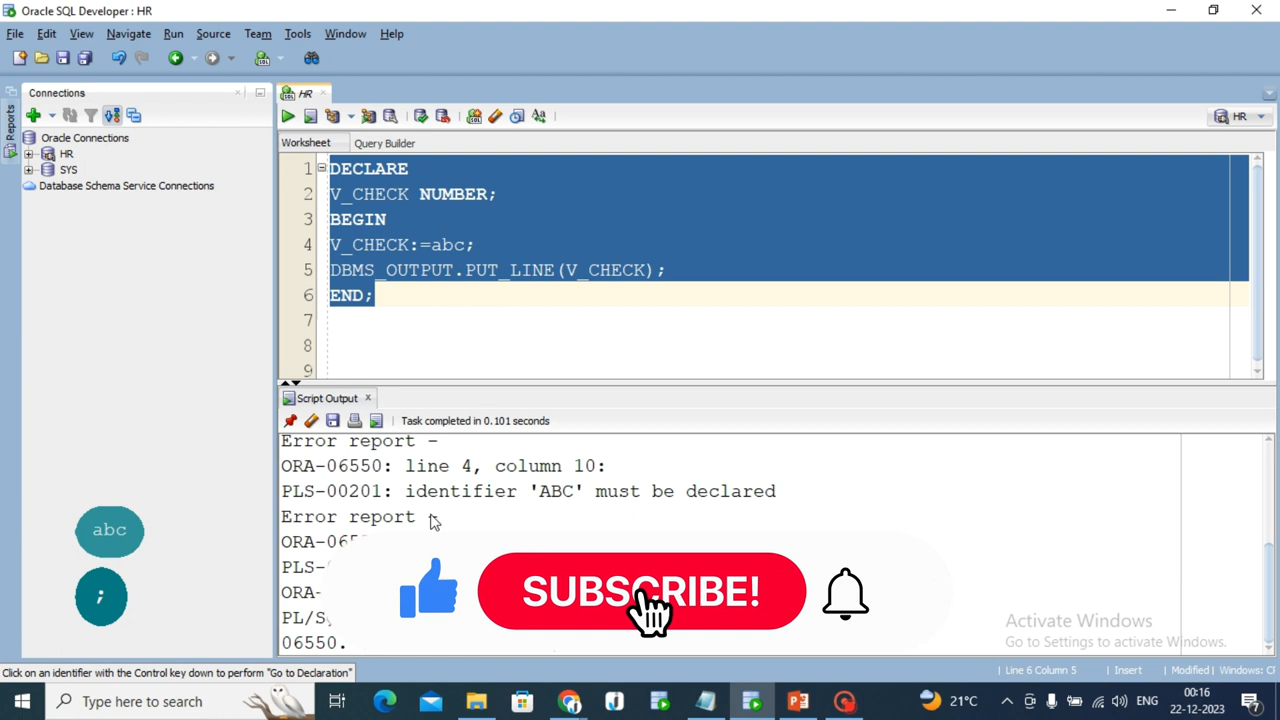 Oracle SQL Developer : HR
File Edit View Navigate Run Source Team Tools Window Help
Connections
HR
Reports
HR
Oracle Connections
HR
SYS
Database Schema Service Connections
Worksheet Query Builder
1 DECLARE
2 V_CHECK NUMBER;
3 BEGIN
4 V_CHECK:=abc;
5 DBMS_OUTPUT.PUT_LINE(V_CHECK);
6 END;
7
8
9
Script Output
Task completed in 0.101 seconds
Error report -
ORA-06550: line 4, column 10:
PLS-00201: identifier 'ABC' must be declared
Error report -
ORA-
PLS-
ORA-
06550.
abc
;
SUBSCRIBE!
Activate Windows
Go to Settings to activate Windows.
Click on an identifier with the Control key down to perform "Go to Declaration"
Line 6 Column 5 Insert Modified Windows:
Type here to search
21°C
ENG
00:16
22-12-2023
7